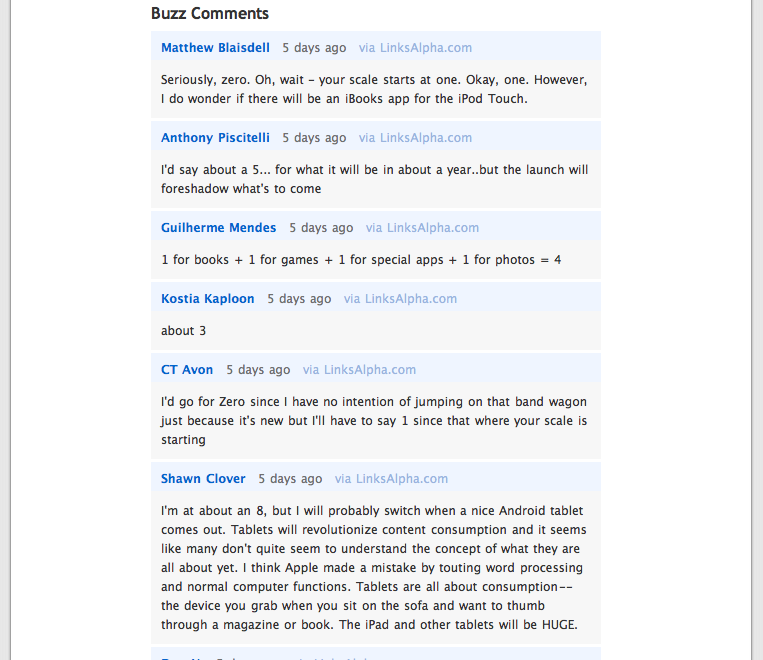 Buzz Comments
Matthew Blaisdell 5 days ago via LinksAlpha.com
Seriously, zero. Oh, wait – your scale starts at one. Okay, one. However,
I do wonder if there will be an iBooks app for the iPod Touch.
Anthony Piscitelli 5 days ago via LinksAlpha.com
I'd say about a 5... for what it will be in about a year..but the launch will
foreshadow what's to come
Guilherme Mendes 5 days ago via LinksAlpha.com
1 for books + 1 for games + 1 for special apps + 1 for photos = 4
Kostia Kaploon 5 days ago via LinksAlpha.com
about 3
CT Avon 5 days ago via LinksAlpha.com
I'd go for Zero since I have no intention of jumping on that band wagon
just because it's new but I'll have to say 1 since that where your scale is
starting
Shawn Clover 5 days ago via LinksAlpha.com
I'm at about an 8, but I will probably switch when a nice Android tablet
comes out. Tablets will revolutionize content consumption and it seems
like many don't quite seem to understand the concept of what they are
all about yet. I think Apple made a mistake by touting word processing
and normal computer functions. Tablets are all about consumption--
the device you grab when you sit on the sofa and want to thumb
through a magazine or book. The iPad and other tablets will be HUGE.